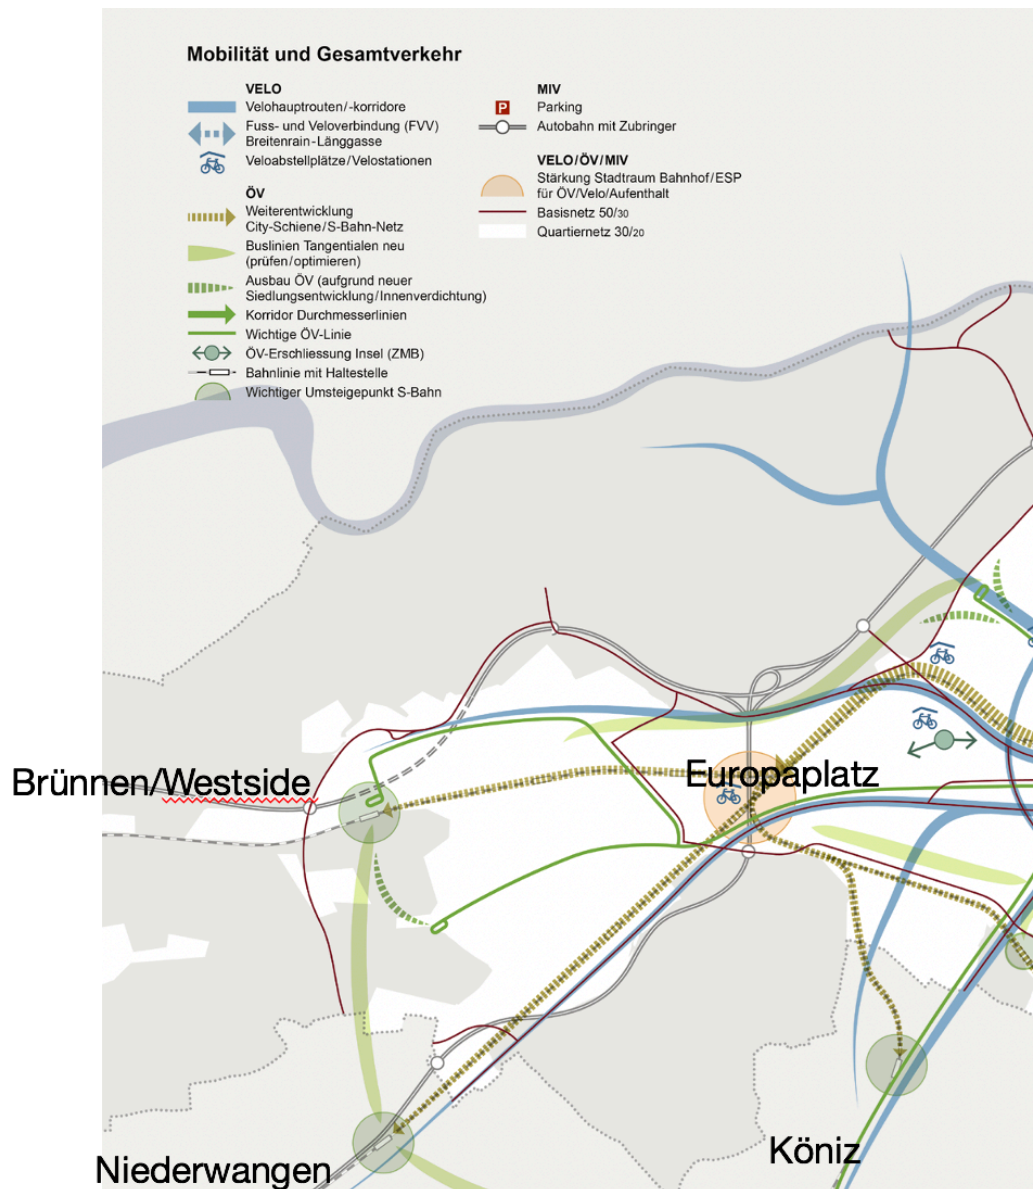 Mobilität und Gesamtverkehr
VELO
Velohauptrouten/-korridore
Fuss- und Veloverbindung (FVV)
Breitenrain-Länggasse
Veloabstellplätze/Velostationen
ÖV
Weiterentwicklung
City-Schiene/S-Bahn-Netz
Buslinien Tangentialen neu
(prüfen/optimieren)
Ausbau ÖV (aufgrund neuer
Siedlungsentwicklung/Innenverdichtung)
Korridor Durchmesserlinien
Wichtige ÖV-Linie
ÖV-Erschliessung Insel (ZMB)
Bahnlinie mit Haltestelle
Wichtiger Umsteigepunkt S-Bahn
MIV
P Parking
Autobahn mit Zubringer
VELO/ÖV/MIV
Stärkung Stadtraum Bahnhof/ESP
für ÖV/Velo/Aufenthalt
Basisnetz 50/30
Quartiernetz 30/20
Brünnen/Westside
Europaplatz
Niederwangen
Köniz